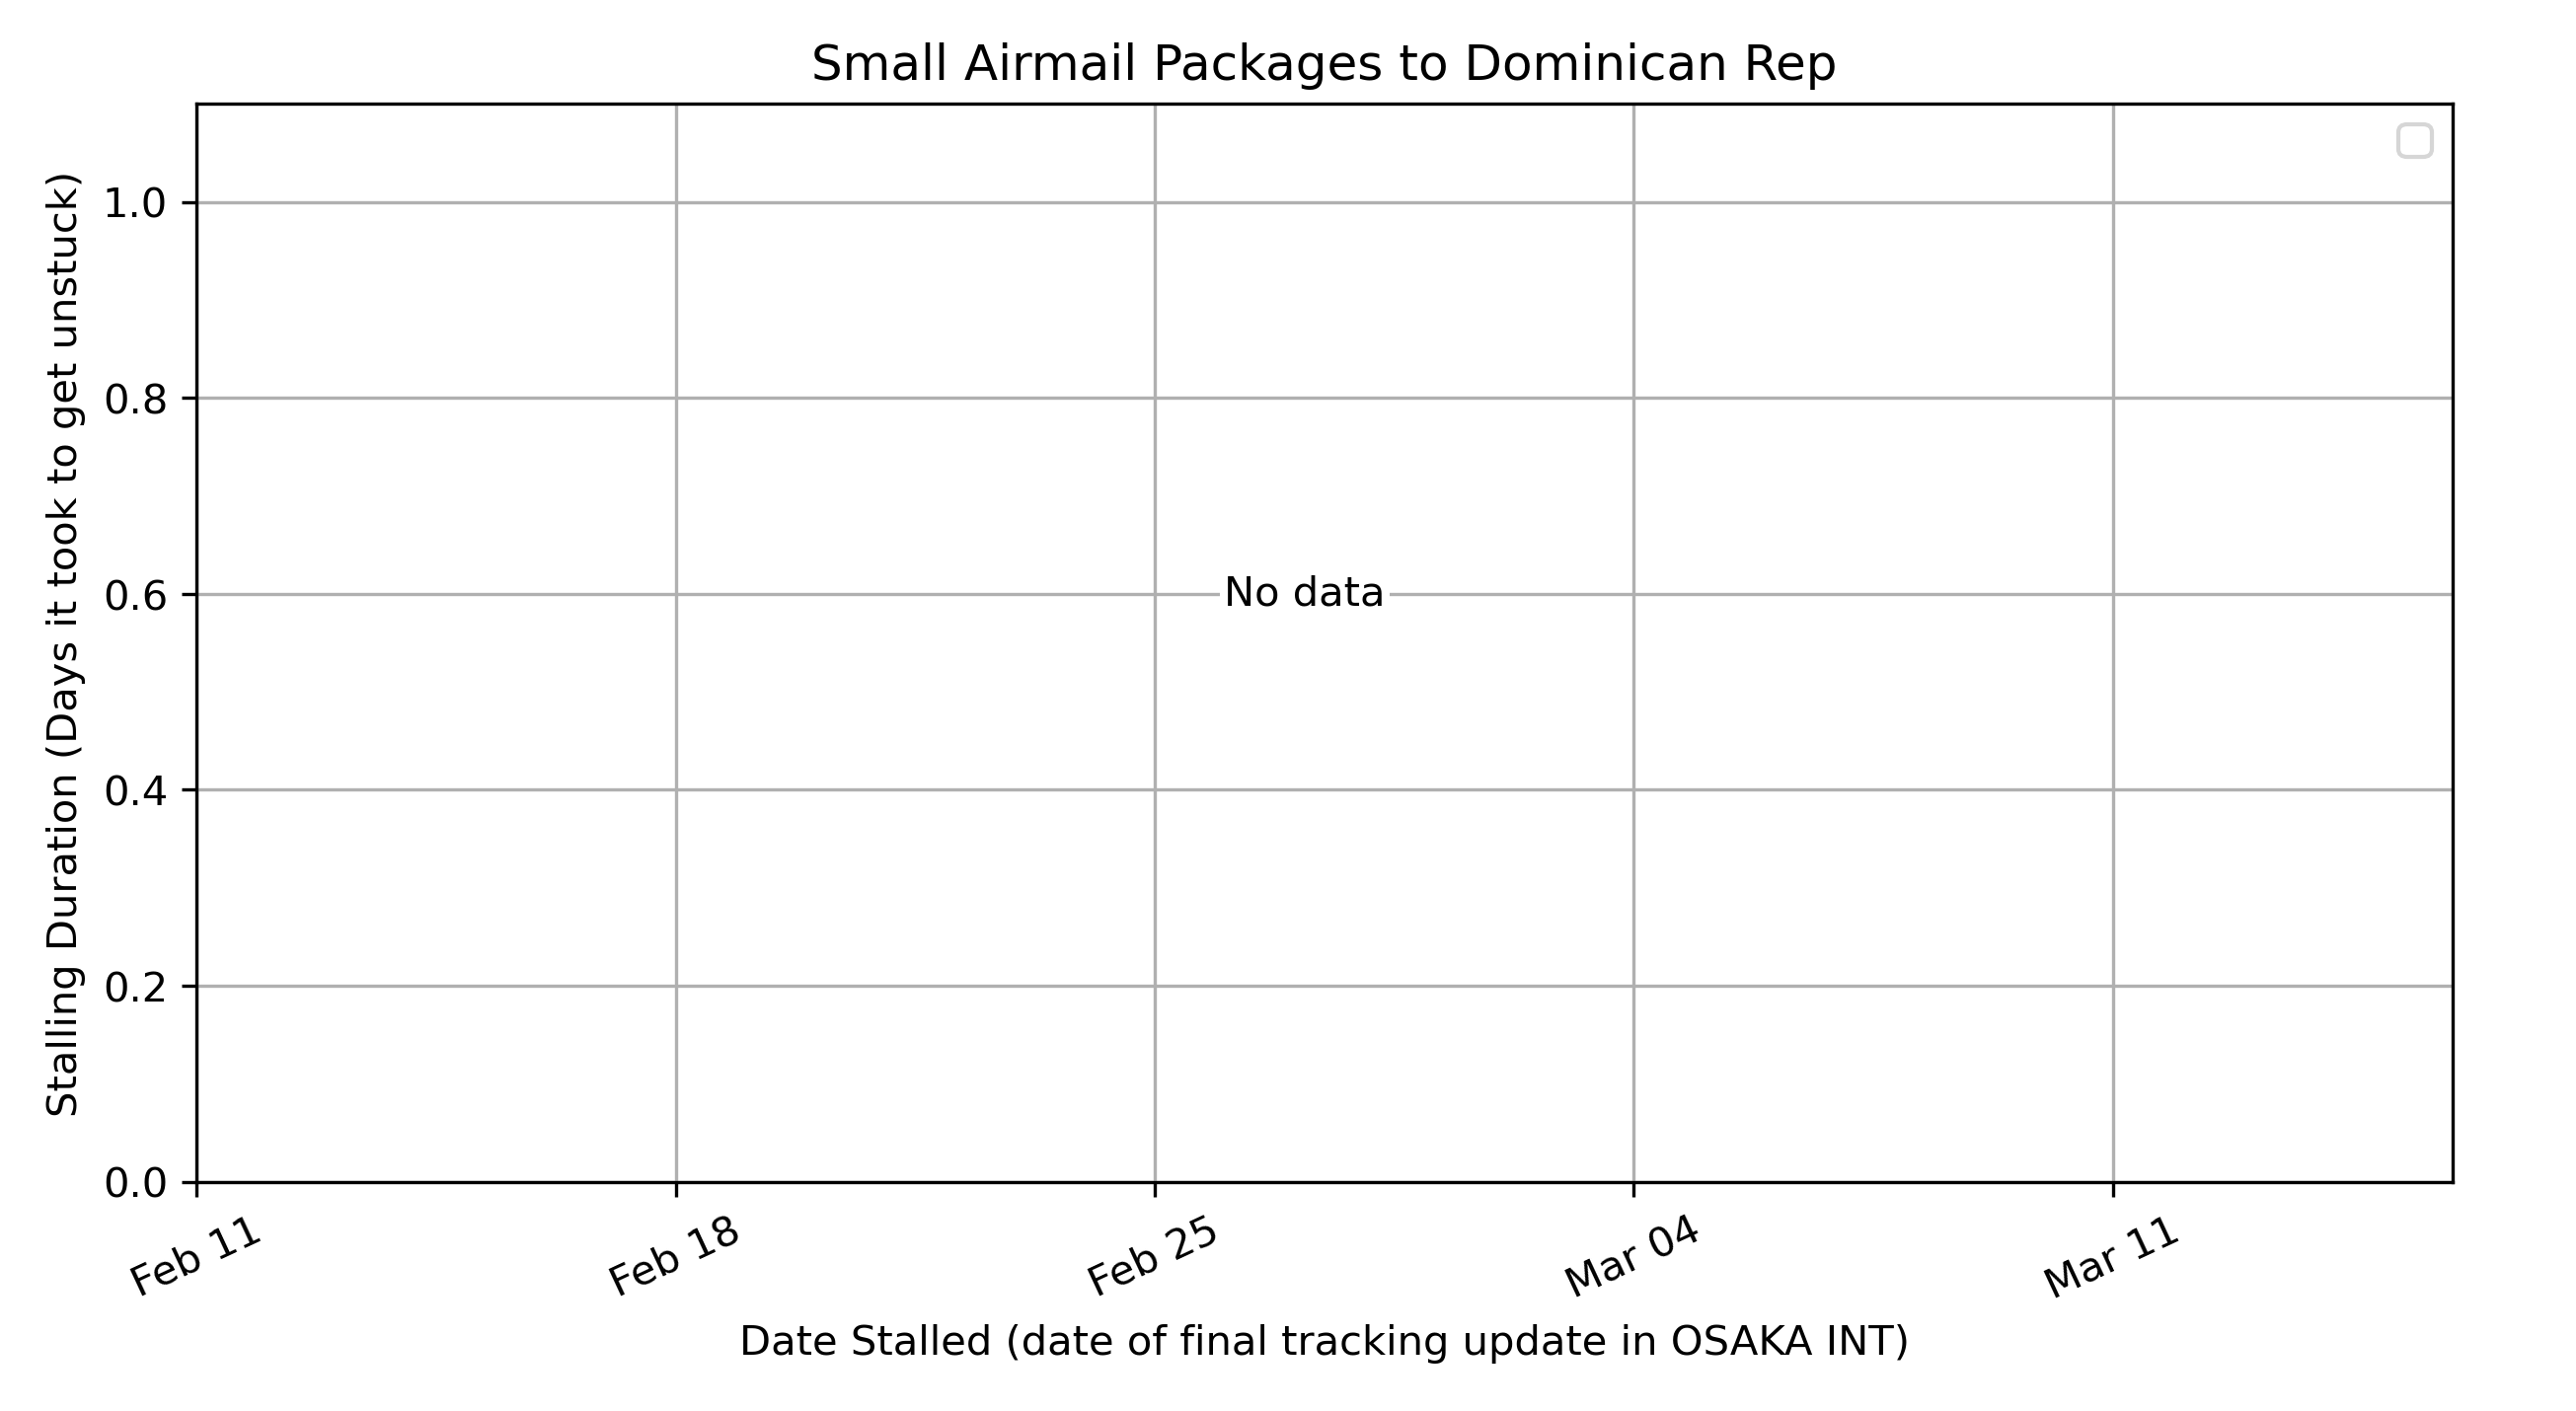 Small Airmail Packages to Dominican Rep
Stalling Duration (Days it took to get unstuck)
1.0
0.8
0.6
0.4
0.2
0.0
No data
Feb 11
Feb 18
Feb 25
Mar 04
Mar 11
Date Stalled (date of final tracking update in OSAKA INT)